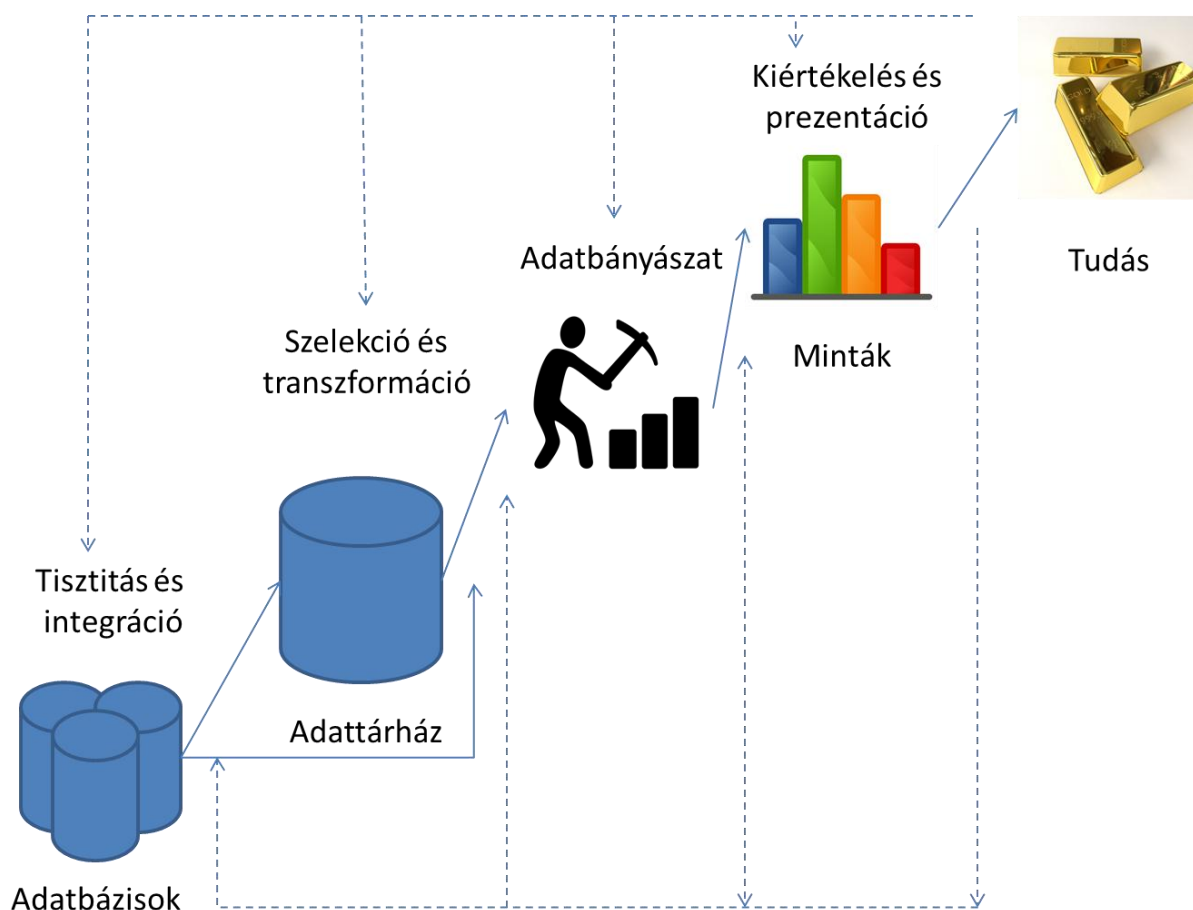 Kiértékelés és
prezentáció
Adatbányászat
Tudás
Szelekció és
transzformáció
Minták
Tisztitás és
integráció
Adattárház
Adatbázisok